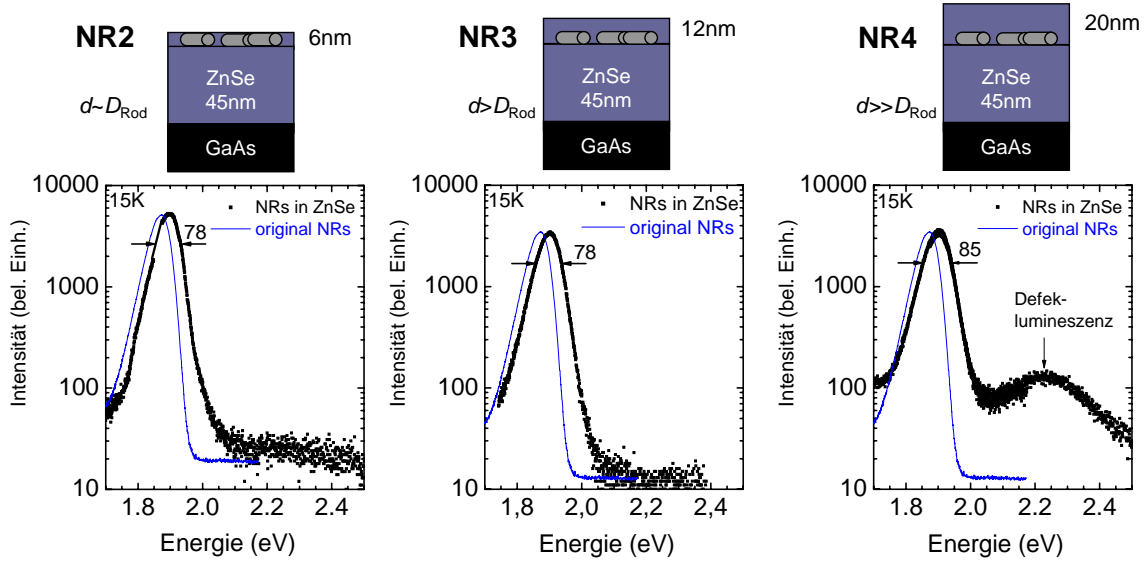 NR2
6nm
ZnSe
45nm
d~D_Rod
GaAs
NR3
12nm
ZnSe
45nm
d>D_Rod
GaAs
NR4
20nm
ZnSe
45nm
d>>D_Rod
GaAs
10000
1000
100
10
Intensität (bel. Einh.)
15K
NRs in ZnSe
original NRs
78
1.8 2.0 2.2 2.4
Energie (eV)
10000
1000
100
10
Intensität (bel. Einh.)
15K
NRs in ZnSe
original NRs
78
1,8 2,0 2,2 2,4
Energie (eV)
10000
1000
100
10
Intensität (bel. Einh.)
15K
NRs in ZnSe
original NRs
85
Defek-
lumineszenz
1.8 2.0 2.2 2.4
Energie (eV)